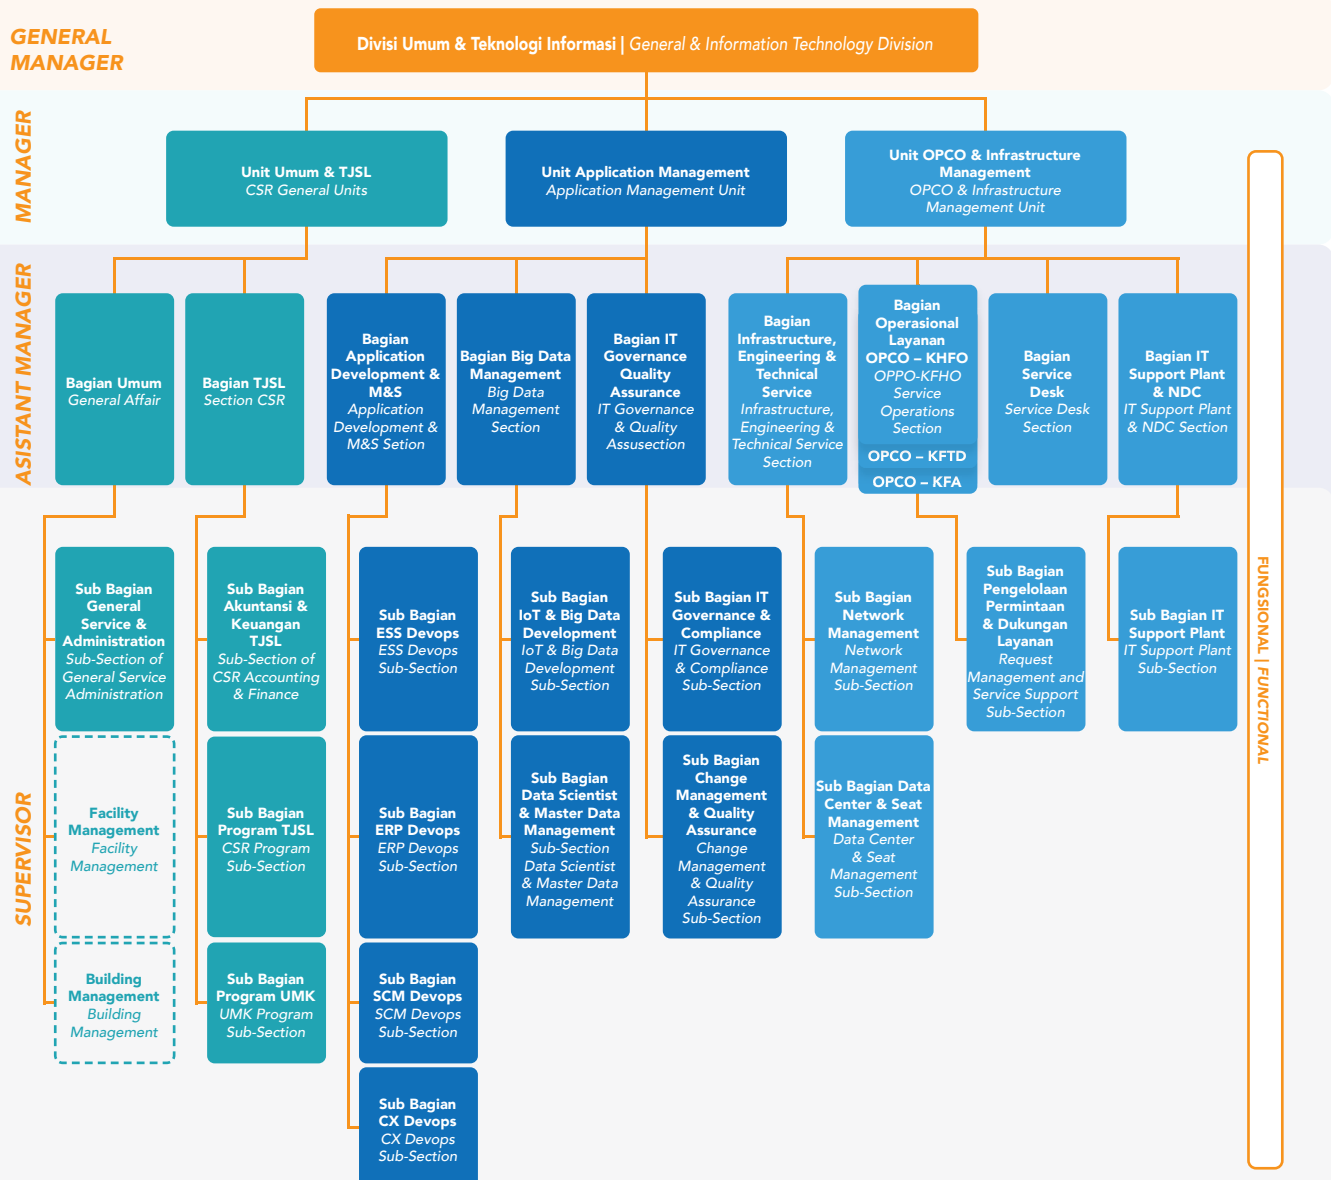 GENERAL
MANAGER
Divisi Umum & Teknologi Informasi | General & Information Technology Division
MANAGER
Unit Umum & TJSL
CSR General Units
Unit Application Management
Application Management Unit
Unit OPCO & Infrastructure
Management
OPCO & Infrastructure
Management Unit
ASISTANT MANAGER
Bagian Umum
General Affair
Bagian TJSL
Section CSR
Bagian
Application
Development &
M&S
Application
Development &
M&S Setion
Bagian Big Data
Management
Big Data
Management
Section
Bagian IT
Governance
Quality
Assurance
IT Governance
& Quality
Assusection
Bagian
Infrastructure,
Engineering &
Technical
Service
Infrastructure,
Engineering &
Technical Service
Section
Bagian
Operasional
Layanan
OPCO – KHFO
OPPO-KFHO
Service
Operations
Section
OPCO – KFTD
OPCO – KFA
Bagian
Service
Desk
Service Desk
Section
Bagian IT
Support Plant
& NDC
IT Support Plant
& NDC Section
FUNGSIONAL | FUNCTIONAL
SUPERVISOR
Sub Bagian
General
Service &
Administration
Sub-Section of
General Service
Administration
Sub Bagian
Akuntansi &
Keuangan
TJSL
Sub-Section of
CSR Accounting
& Finance
Sub Bagian
ESS Devops
ESS Devops
Sub-Section
Sub Bagian
IoT & Big Data
Development
IoT & Big Data
Development
Sub-Section
Sub Bagian IT
Governance &
Compliance
IT Governance
& Compliance
Sub-Section
Sub Bagian
Network
Management
Network
Management
Sub-Section
Sub Bagian
Pengelolaan
Permintaan
& Dukungan
Layanan
Request
Management and
Service Support
Sub-Section
Sub Bagian IT
Support Plant
IT Support Plant
Sub-Section
Facility
Management
Facility
Management
Sub Bagian
Program TJSL
CSR Program
Sub-Section
Sub Bagian
ERP Devops
ERP Devops
Sub-Section
Sub Bagian
Data Scientist
& Master Data
Management
Sub-Section
Data Scientist
& Master Data
Management
Sub Bagian
Change
Management
& Quality
Assurance
Change
Management
& Quality
Assurance
Sub-Section
Sub Bagian Data
Center & Seat
Management
Data Center
& Seat
Management
Sub-Section
Building
Management
Building
Management
Sub Bagian
Program UMK
UMK Program
Sub-Section
Sub Bagian
SCM Devops
SCM Devops
Sub-Section
Sub Bagian
CX Devops
CX Devops
Sub-Section